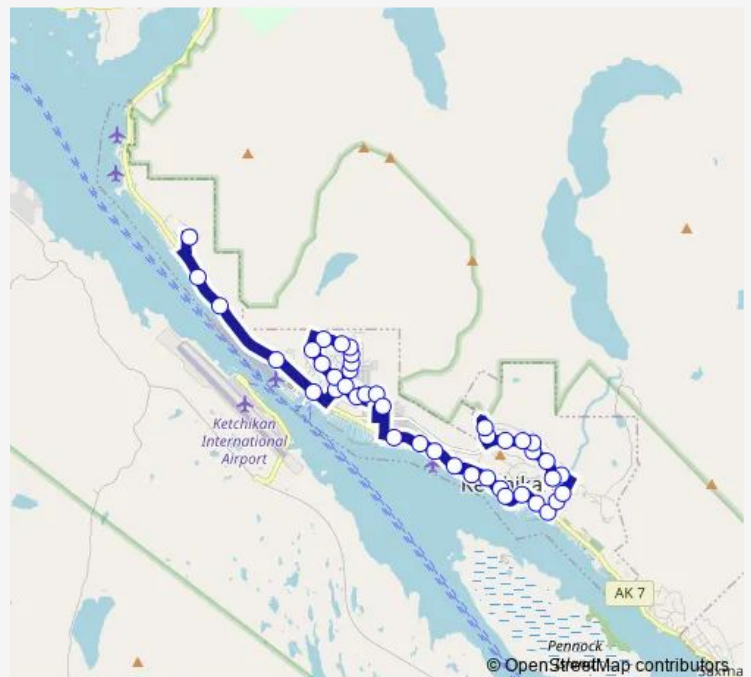 Ketchikan
International
Airport
AK 7
Pennock
© OpenStreetMap contributors